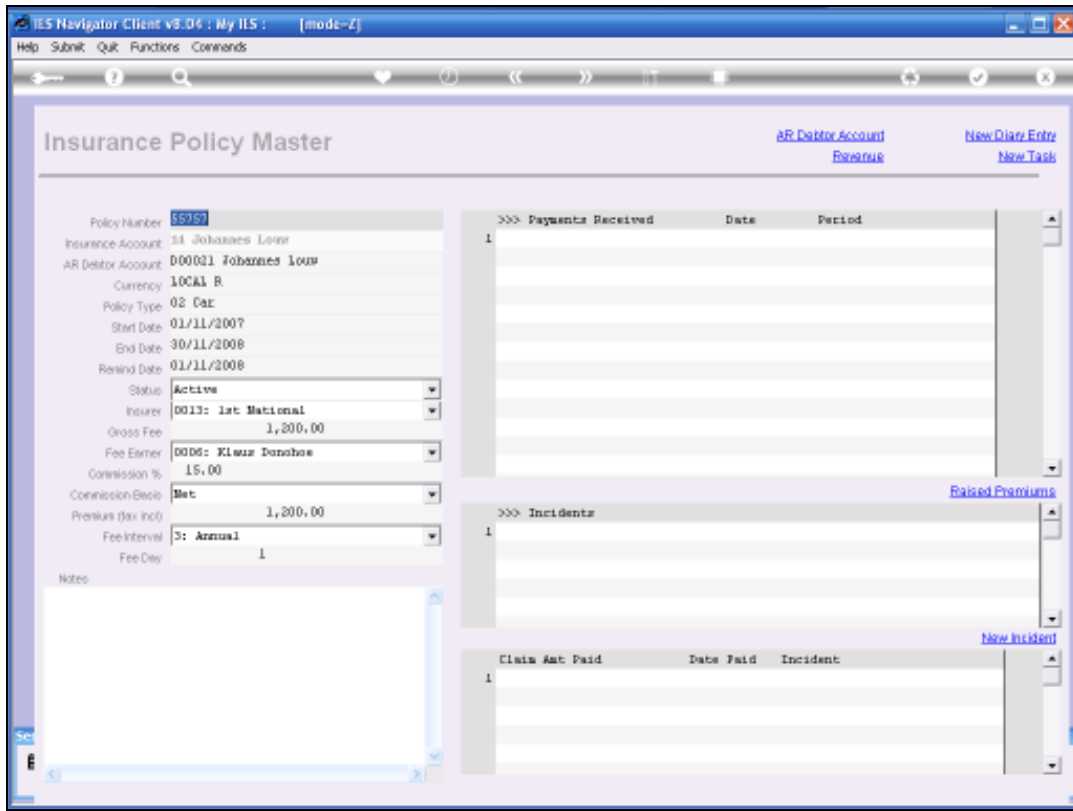 IES Navigator Client v8.04 : My IES : [mode=Z]
Help Submit Quit Functions Commands
Insurance Policy Master
AR Debtor Account
New Diary Entry
Revenue
New Task
Policy Number 55757
Insurance Account 14 Johannes Louw
AR Debtor Account D00021 Johannes Louw
Currency LOCAL R
Policy Type 02 Car
Start Date 01/11/2007
End Date 30/11/2008
Remind Date 01/11/2008
Status Active
Insurer 0013: 1st National
Gross Fee 1,200.00
Fee Earner 0006: Klaus Donohoe
Commission % 15.00
Commission Basis Net
Premium (tax incl) 1,200.00
Fee Interval 3: Annual
Fee Day 1
Notes
>>> Payments Received Date Period
1
Raised Premiums
>>> Incidents
1
New Incident
Claim Amt Paid Date Paid Incident
1